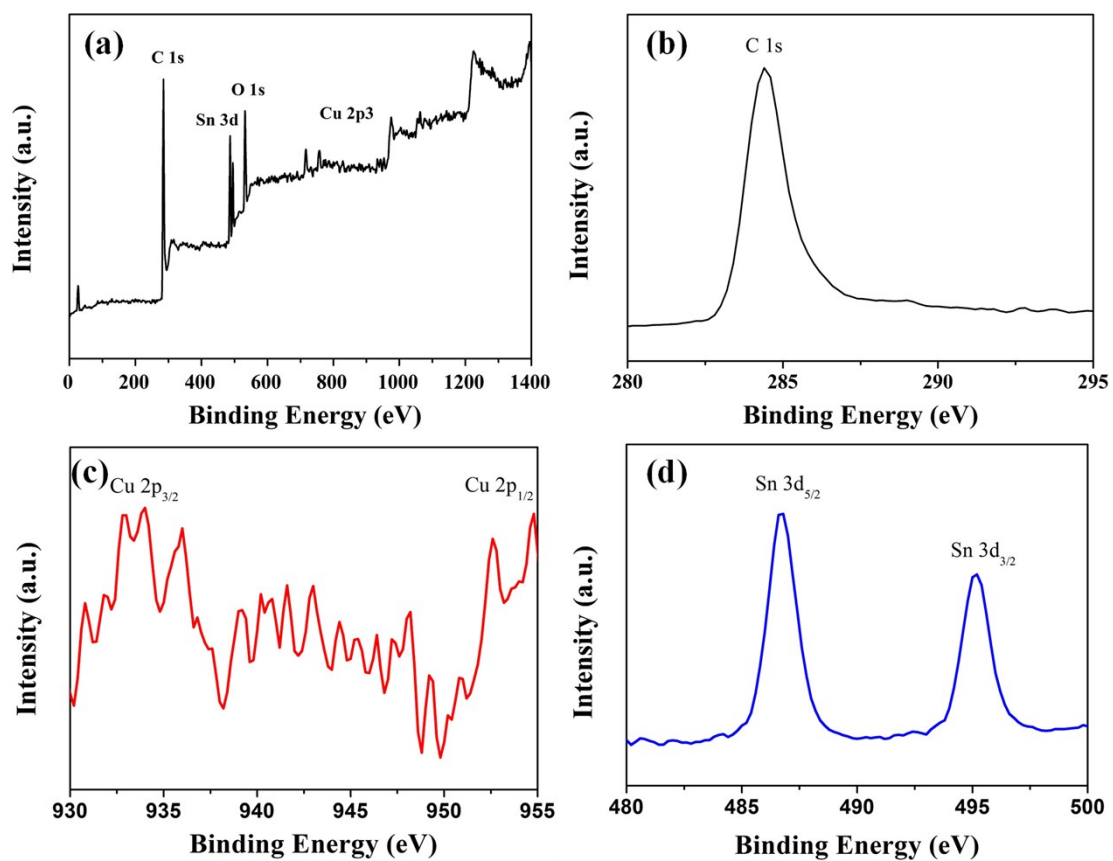 (a)
C 1s
O 1s
Sn 3d
Cu 2p3
Intensity (a.u.)
0 200 400 600 800 1000 1200 1400
Binding Energy (eV)
(b)
C 1s
Intensity (a.u.)
280 285 290 295
Binding Energy (eV)
(c)
Cu 2p3/2
Cu 2p1/2
Intensity (a.u.)
930 935 940 945 950 955
Binding Energy (eV)
(d)
Sn 3d5/2
Sn 3d3/2
Intensity (a.u.)
480 485 490 495 500
Binding Energy (eV)